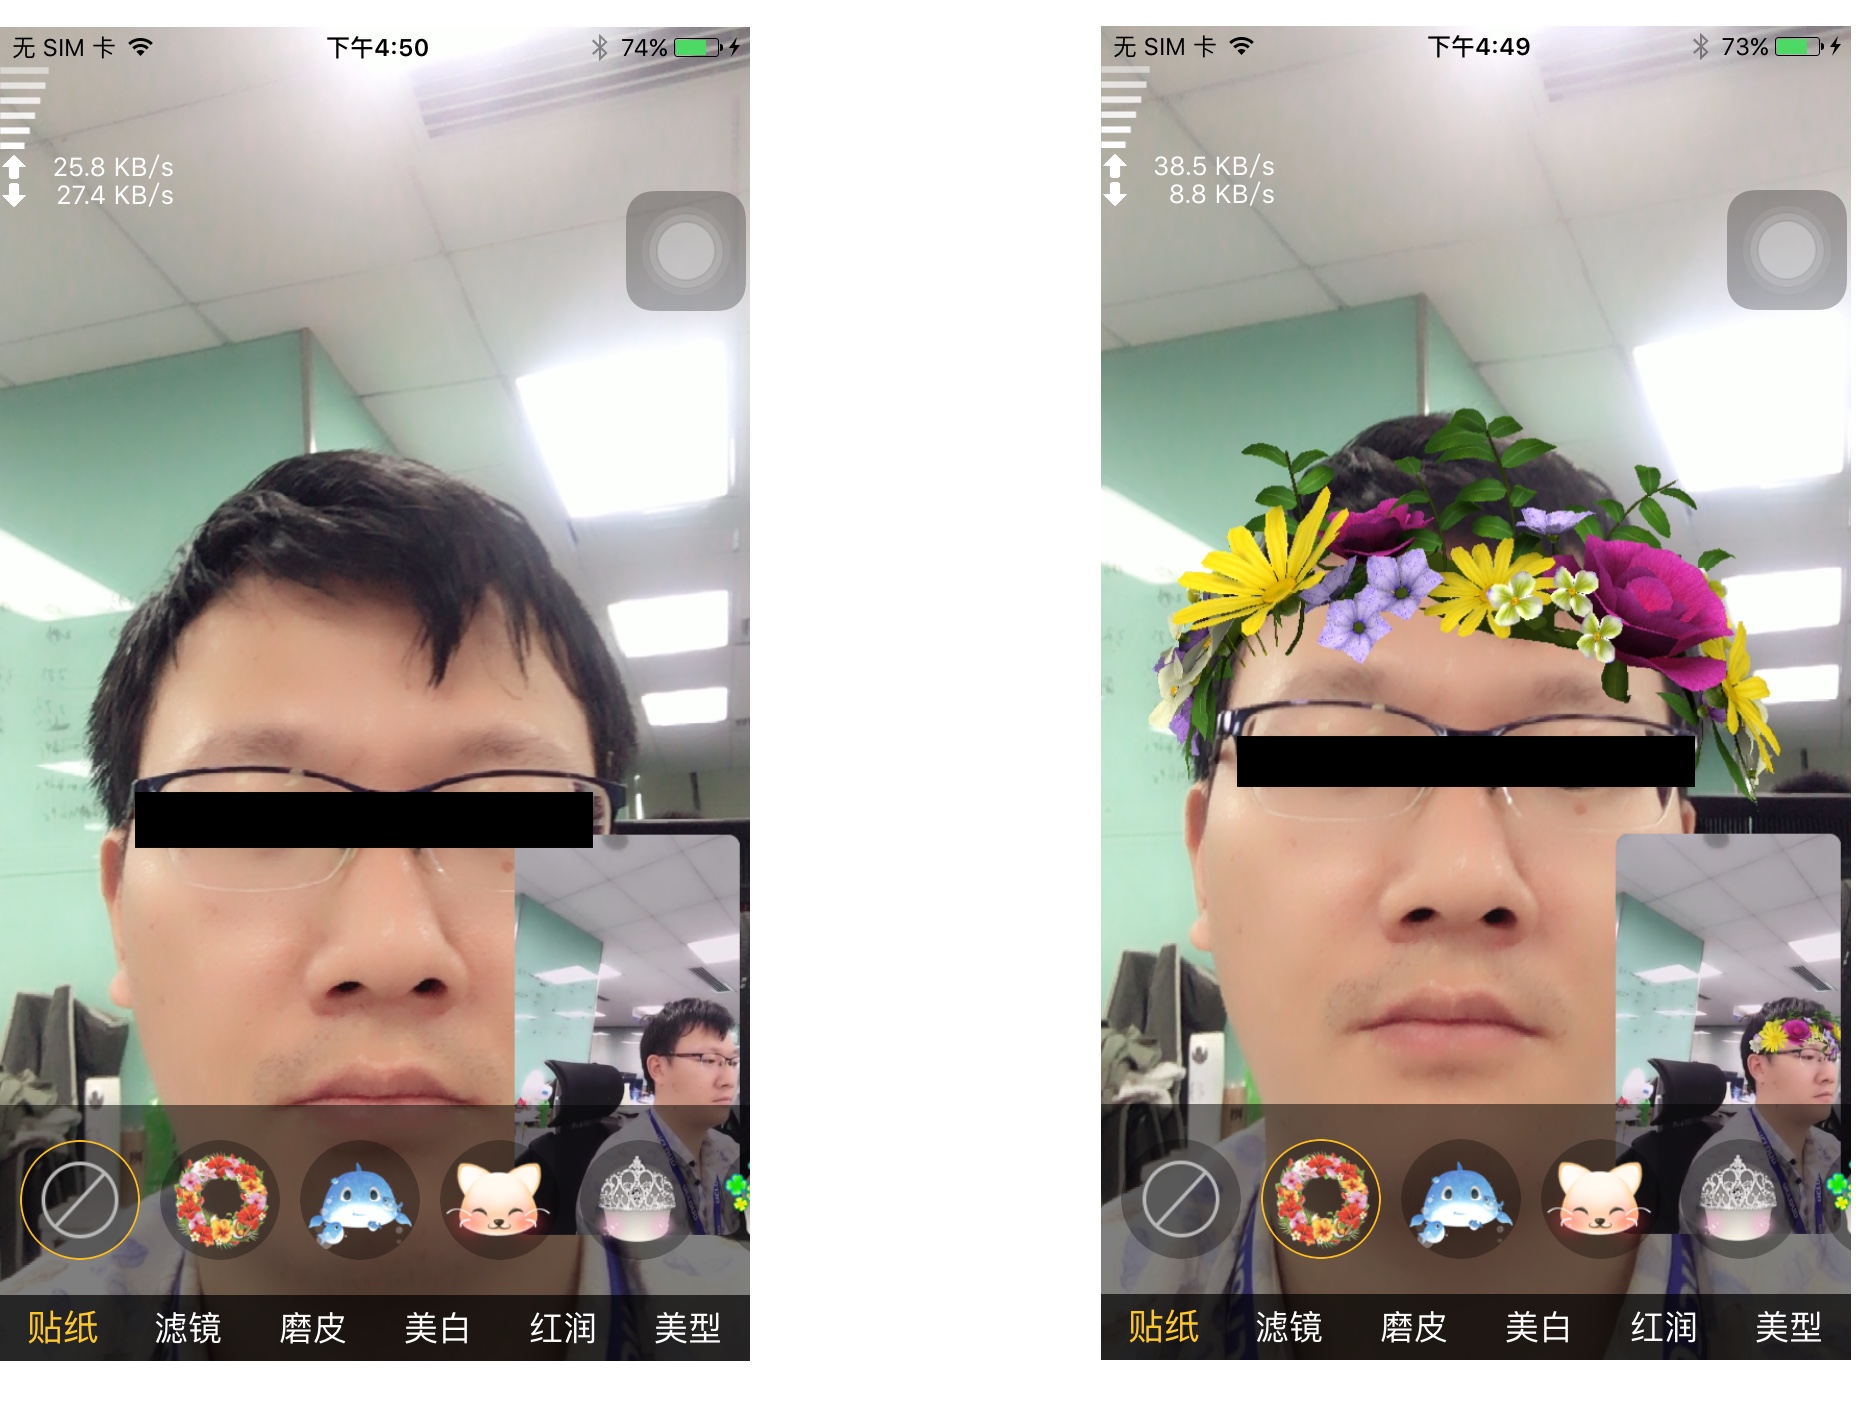 无 SIM 卡 下午4:50 74%
25.8 KB/s
27.4 KB/s
贴纸 滤镜 磨皮 美白 红润 美型
无 SIM 卡 下午4:49 73%
38.5 KB/s
8.8 KB/s
贴纸 滤镜 磨皮 美白 红润 美型